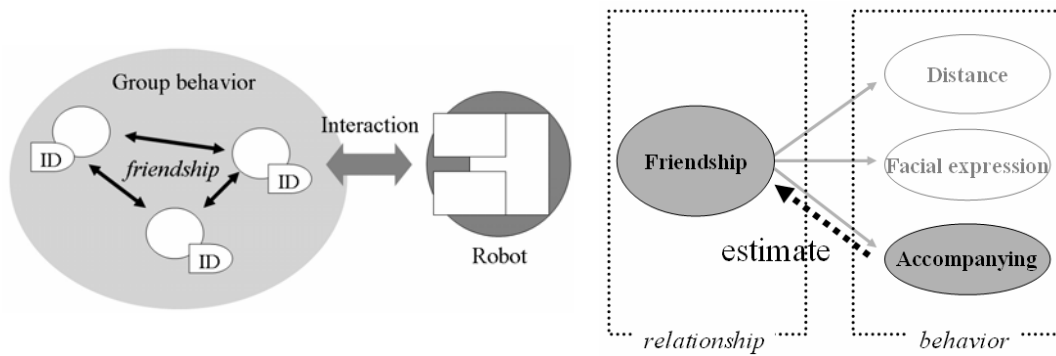 Group behavior
ID
friendship
ID
ID
Interaction
Robot
Friendship
estimate
relationship
Distance
Facial expression
Accompanying
behavior